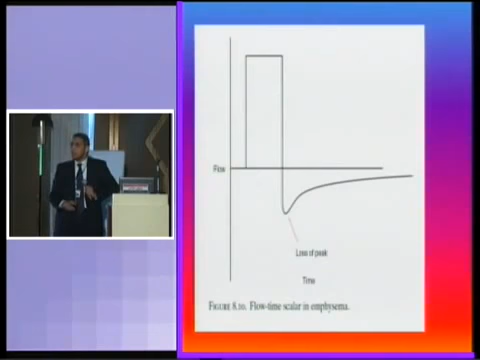 Flow
Loss of peak
Time
FIGURE 8.10. Flow-time scalar in emphysema.